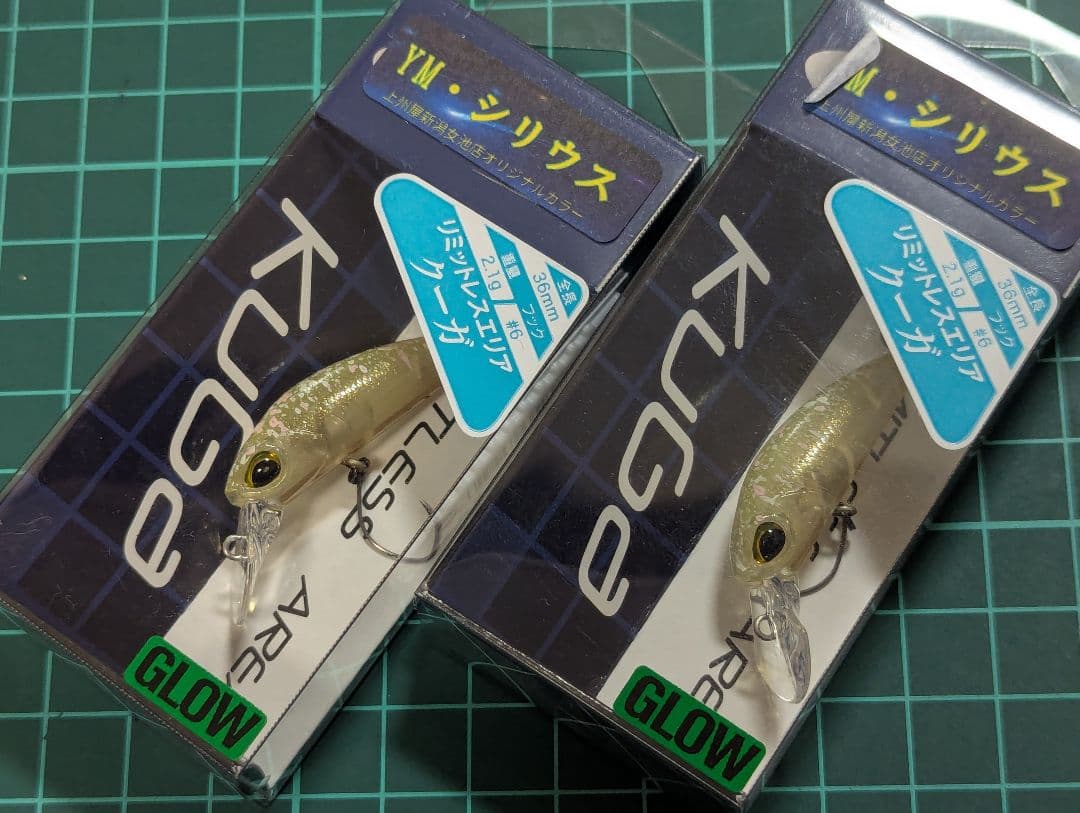 YM・シリウス
上州屋新潟女池店オリジナルカラー
KUGa
全長
36mm
重量
2.1g
フック
#6
リミットレスエリア
クーガ
TLESS
AREA
GLOW
M・シリウス
上州屋新潟女池店オリジナルカラー
KUGa
全長
36mm
重量
2.1g
フック
#6
リミットレスエリア
クーガ
MITL
AREA
GLOW